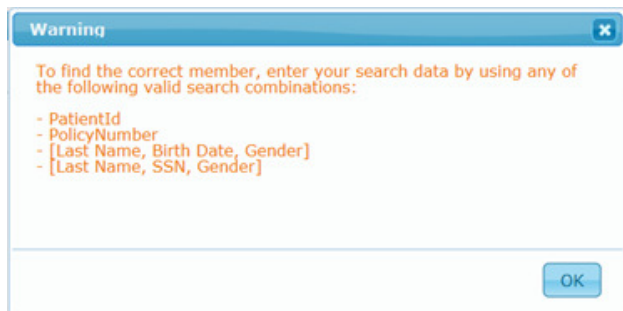 Warning
To find the correct member, enter your search data by using any of
the following valid search combinations:
- PatientId
- PolicyNumber
- [Last Name, Birth Date, Gender]
- [Last Name, SSN, Gender]
OK